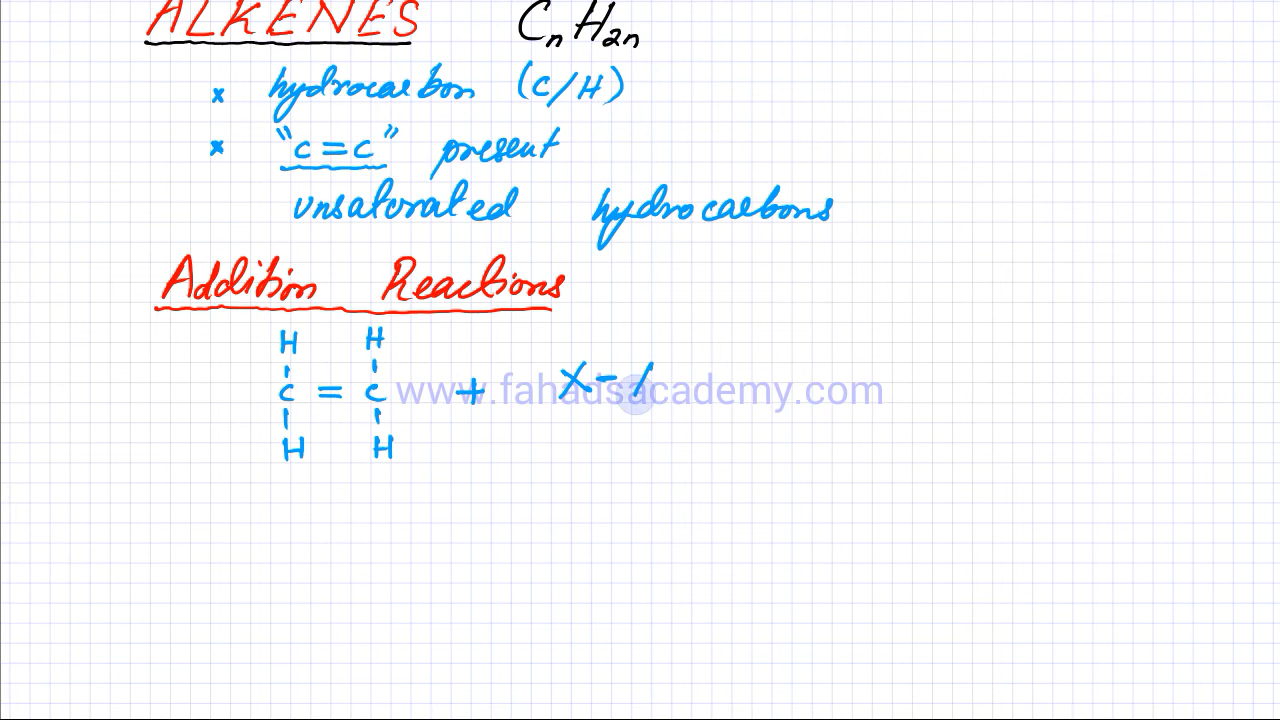 ALKENES CnH2n
x hydrocarbon (C/H)
x "C=C" present
unsaturated hydrocarbons
Addition Reactions
H H
C = C + X-
H H
www.fahadsacademy.com